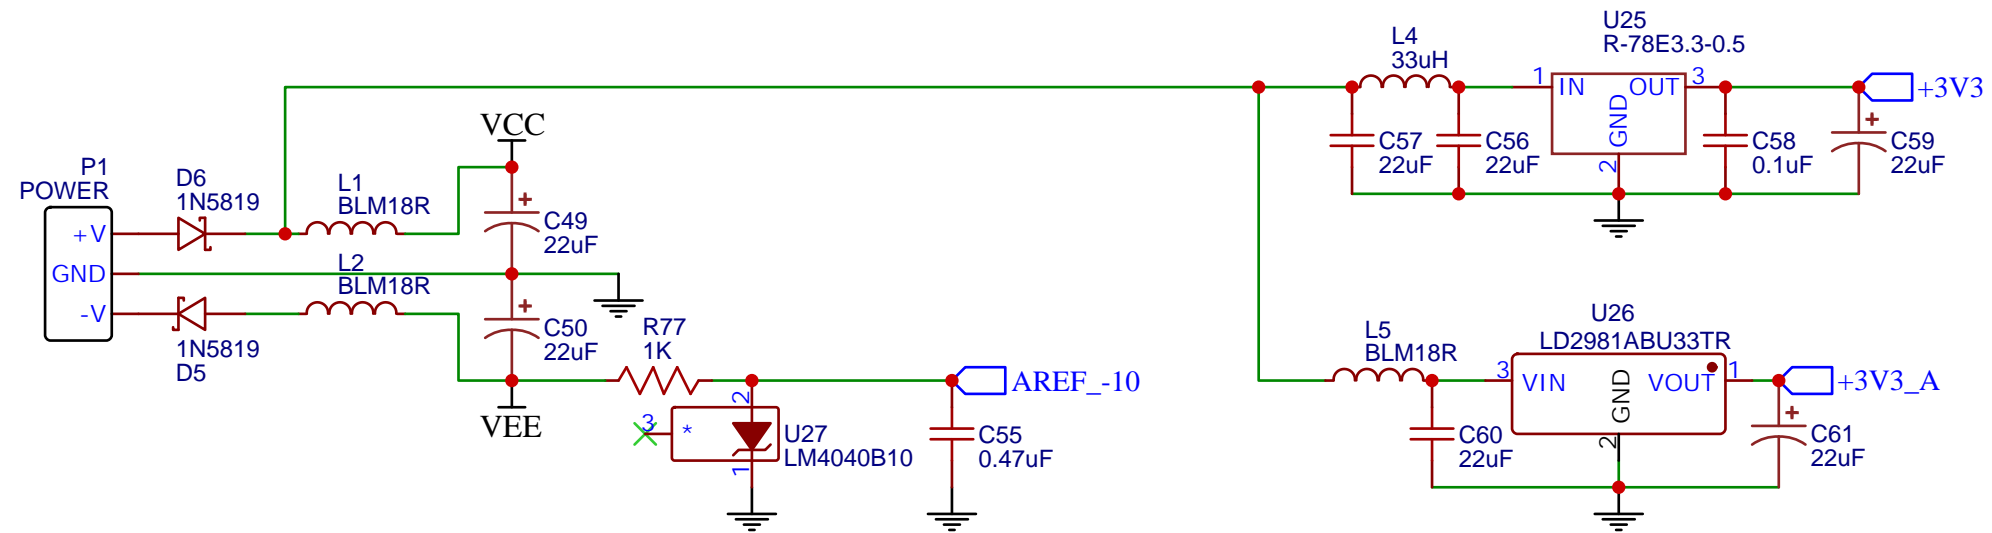 P1
POWER
+V
GND
-V
D6
1N5819
1N5819
D5
L1
BLM18R
L2
BLM18R
VCC
+
C49
22uF
+
C50
22uF
VEE
R77
1K
3
*
2
1
U27
LM4040B10
AREF_-10
C55
0.47uF
L4
33uH
C57
22uF
C56
22uF
U25
R-78E3.3-0.5
1
IN
OUT
3
GND
2
C58
0.1uF
+
C59
22uF
+3V3
L5
BLM18R
C60
22uF
U26
LD2981ABU33TR
3
VIN
GND
VOUT
1
2
+3V3_A
+
C61
22uF